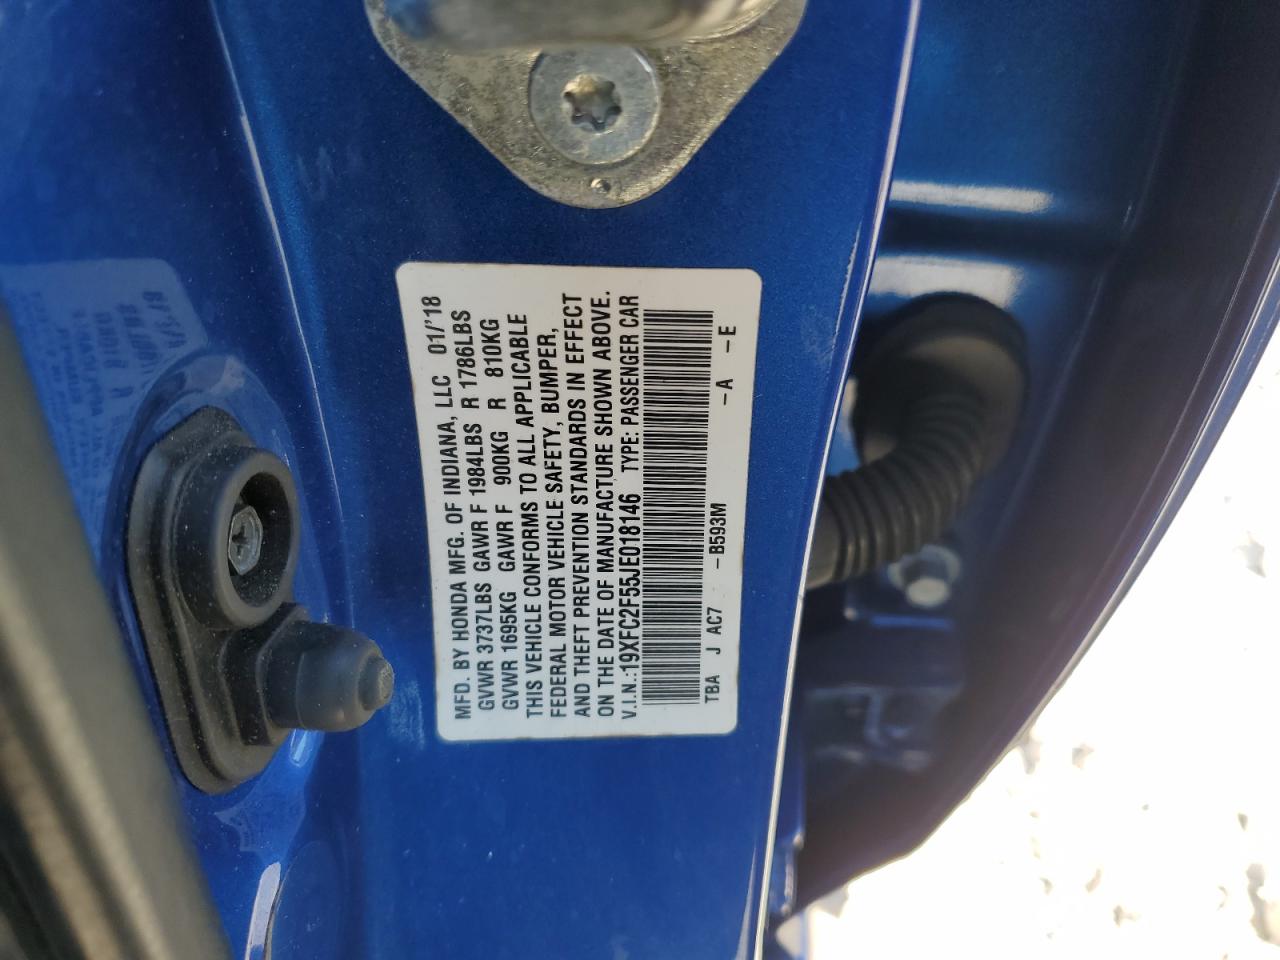 MFD. BY HONDA MFG. OF INDIANA, LLC 01/'18
GVWR 3737LBS GAWR F 1984LBS R 1786LBS
GVWR 1695KG GAWR F 900KG R 810KG
THIS VEHICLE CONFORMS TO ALL APPLICABLE
FEDERAL MOTOR VEHICLE SAFETY, BUMPER,
AND THEFT PREVENTION STANDARDS IN EFFECT
ON THE DATE OF MANUFACTURE SHOWN ABOVE.
V.I.N.:19XFC2F55JE018146 TYPE: PASSENGER CAR
TBA J AC7 -B593M -A -E